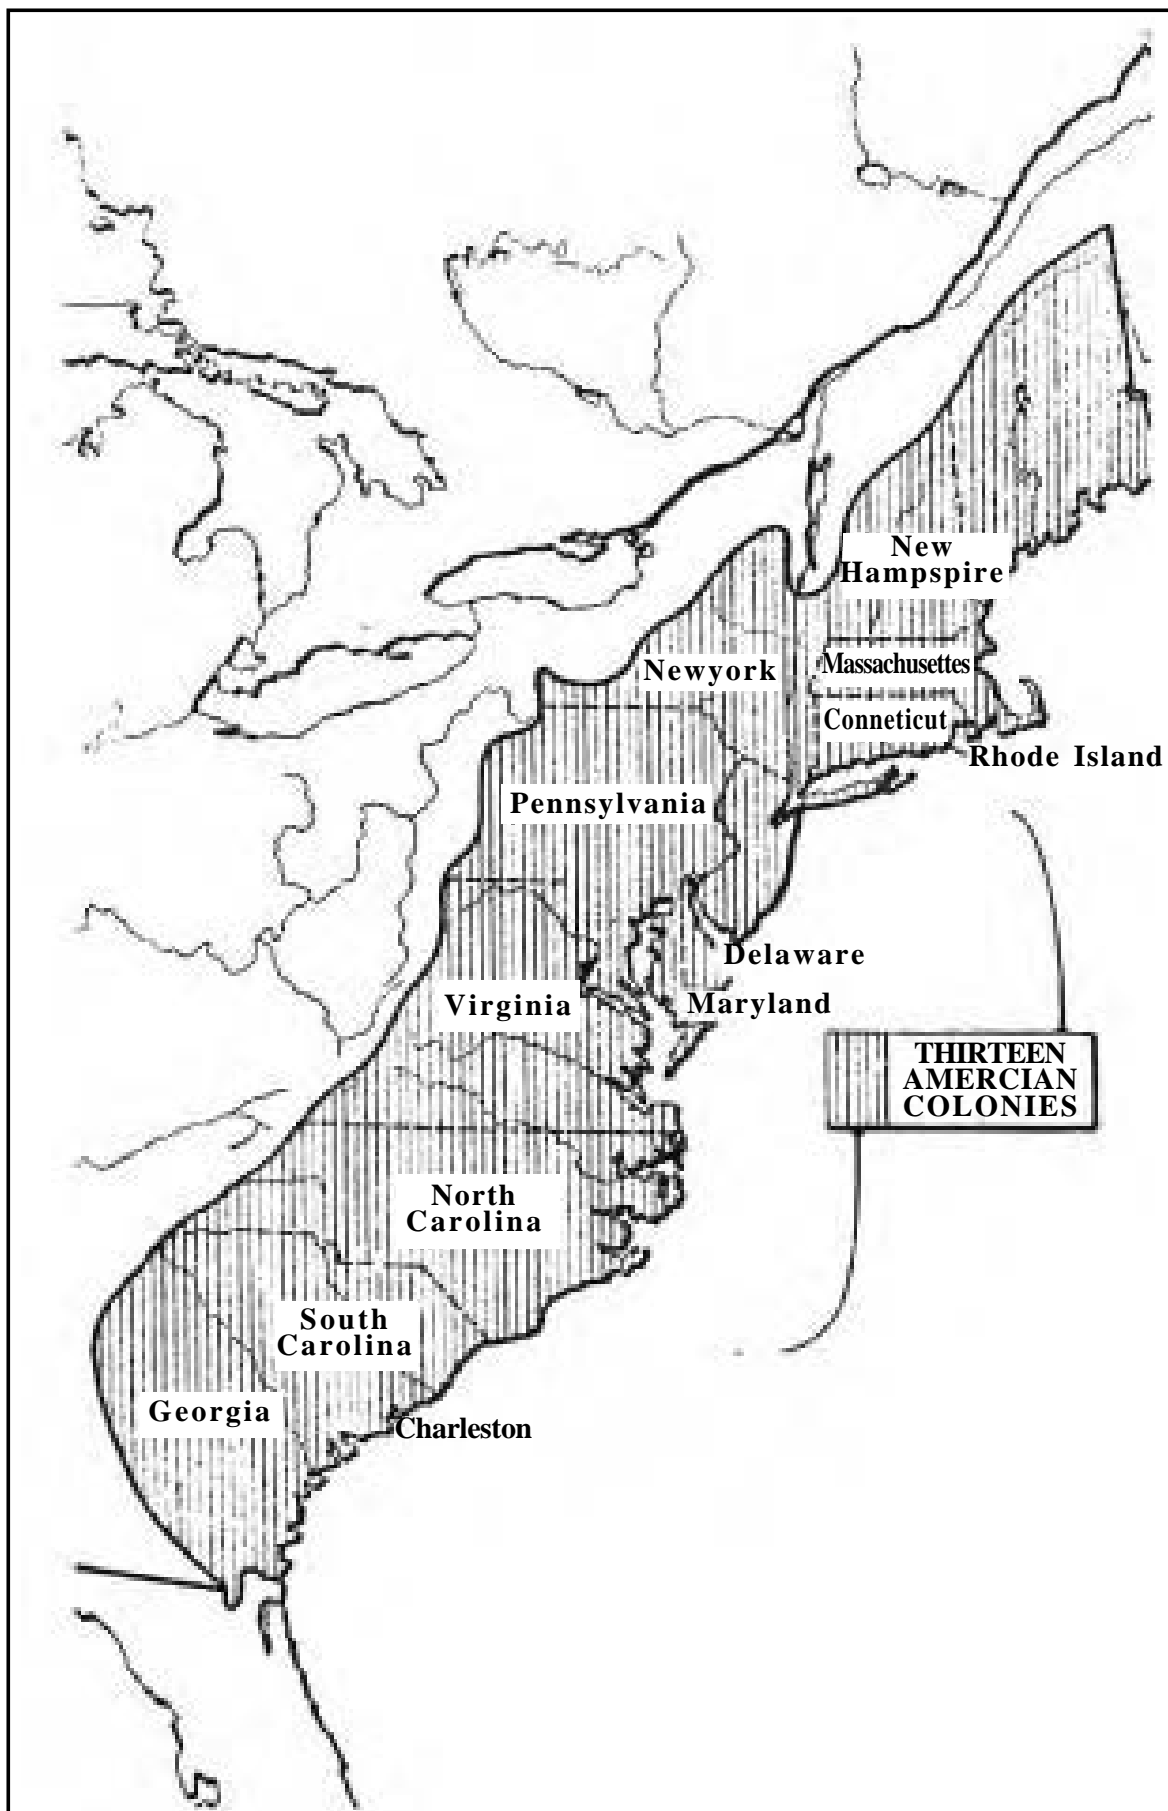 New
Hampspire
Newyork
Massachusettes
Conneticut
Rhode Island
Pennsylvania
Delaware
Virginia
Maryland
THIRTEEN
AMERCIAN
COLONIES
North
Carolina
South
Carolina
Georgia
Charleston